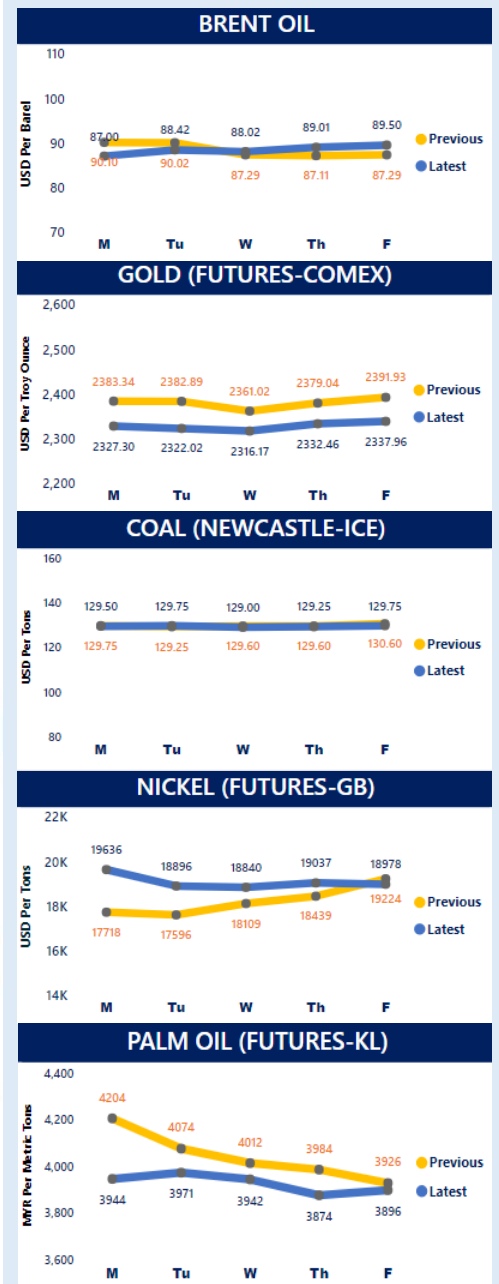 BRENT OIL
110
100
90
80
70
USD Per Barel
87.00 88.42 88.02 89.01 89.50
90.10 90.02 87.29 87.11 87.29
Previous
Latest
M Tu W Th F
GOLD (FUTURES-COMEX)
2,600
2,500
2,400
2,300
2,200
USD Per Troy Ounce
2383.34 2382.89 2361.02 2379.04 2391.93
2327.30 2322.02 2316.17 2332.46 2337.96
Previous
Latest
M Tu W Th F
COAL (NEWCASTLE-ICE)
160
140
120
100
80
USD Per Tons
129.50 129.75 129.00 129.25 129.75
129.75 129.25 129.60 129.60 130.60
Previous
Latest
M Tu W Th F
NICKEL (FUTURES-GB)
22K
20K
18K
16K
14K
USD Per Tons
19636 18896 18840 19037 18978
17718 17596 18109 18439 19224
Previous
Latest
M Tu W Th F
PALM OIL (FUTURES-KL)
4,400
4,200
4,000
3,800
3,600
MYR Per Metric Tons
4204 4074 4012 3984 3926
3944 3971 3942 3874 3896
Previous
Latest
M Tu W Th F